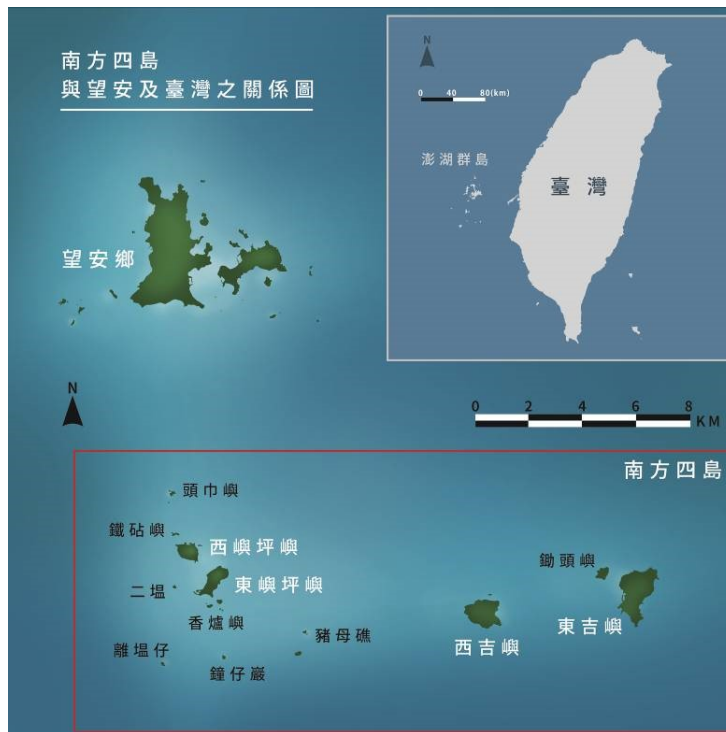 南方四島
與望安及臺灣之關係圖
N
0 40 80(km)
澎湖群島
臺灣
望安鄉
N
0 2 4 6 8
KM
南方四島
頭巾嶼
鐵砧嶼
西嶼坪嶼
鋤頭嶼
東嶼坪嶼
二塭
香爐嶼
東吉嶼
豬母礁
西吉嶼
離塭仔
鐘仔巖